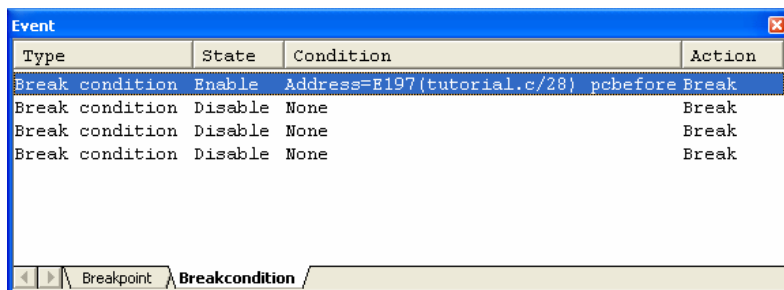 Event
Type State Condition Action
Break condition Enable Address=E197(tutorial.c/28) pcbefore Break
Break condition Disable None Break
Break condition Disable None Break
Break condition Disable None Break
Breakpoint Breakcondition